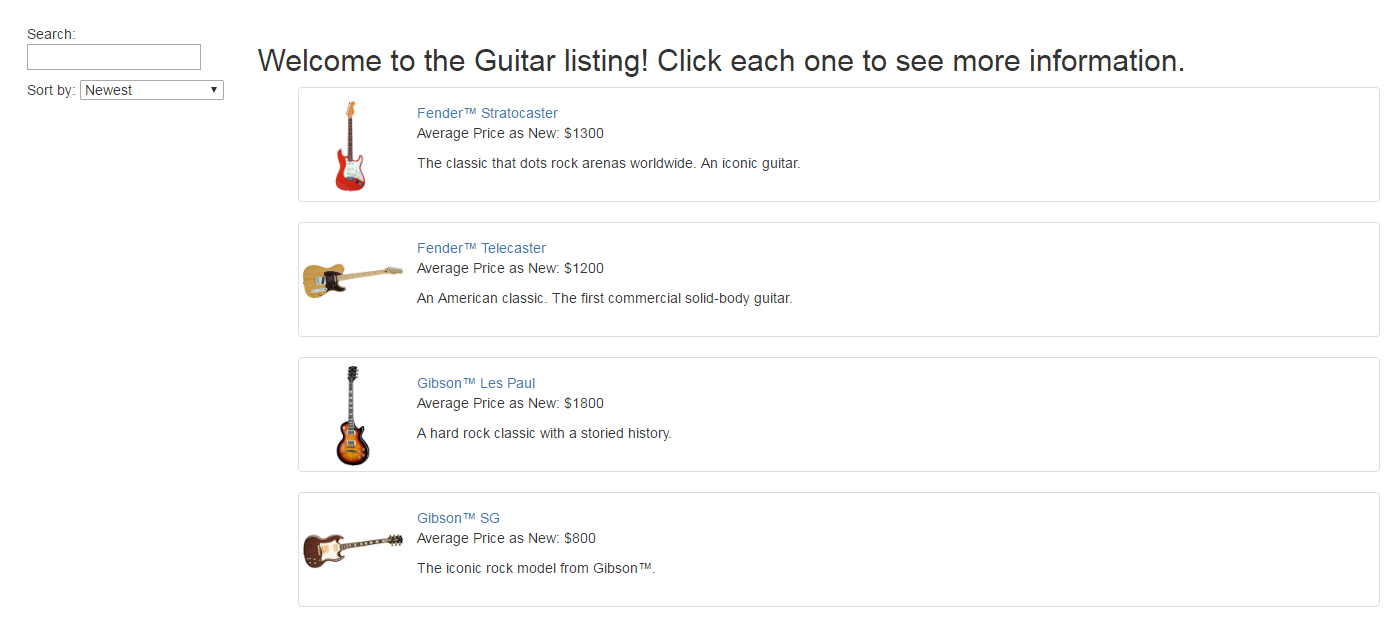 Search:
Sort by: Newest
Welcome to the Guitar listing! Click each one to see more information.
Fender™ Stratocaster
Average Price as New: $1300
The classic that dots rock arenas worldwide. An iconic guitar.
Fender™ Telecaster
Average Price as New: $1200
An American classic. The first commercial solid-body guitar.
Gibson™ Les Paul
Average Price as New: $1800
A hard rock classic with a storied history.
Gibson™ SG
Average Price as New: $800
The iconic rock model from Gibson™.